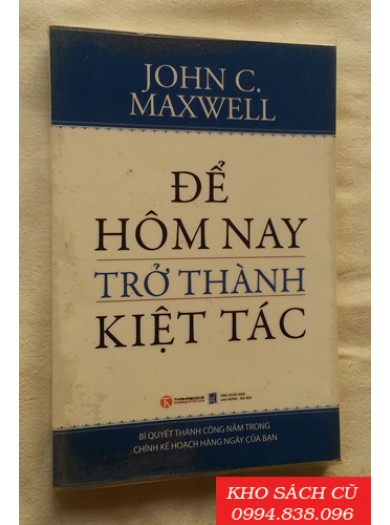 JOHN C.
MAXWELL
ĐỂ
HÔM NAY
TRỞ THÀNH
KIỆT TÁC
BÍ QUYẾT THÀNH CÔNG NẰM TRONG
CHÍNH KẾ HOẠCH HÀNG NGÀY CỦA BẠN
KHO SÁCH CŨ
0994.838.096